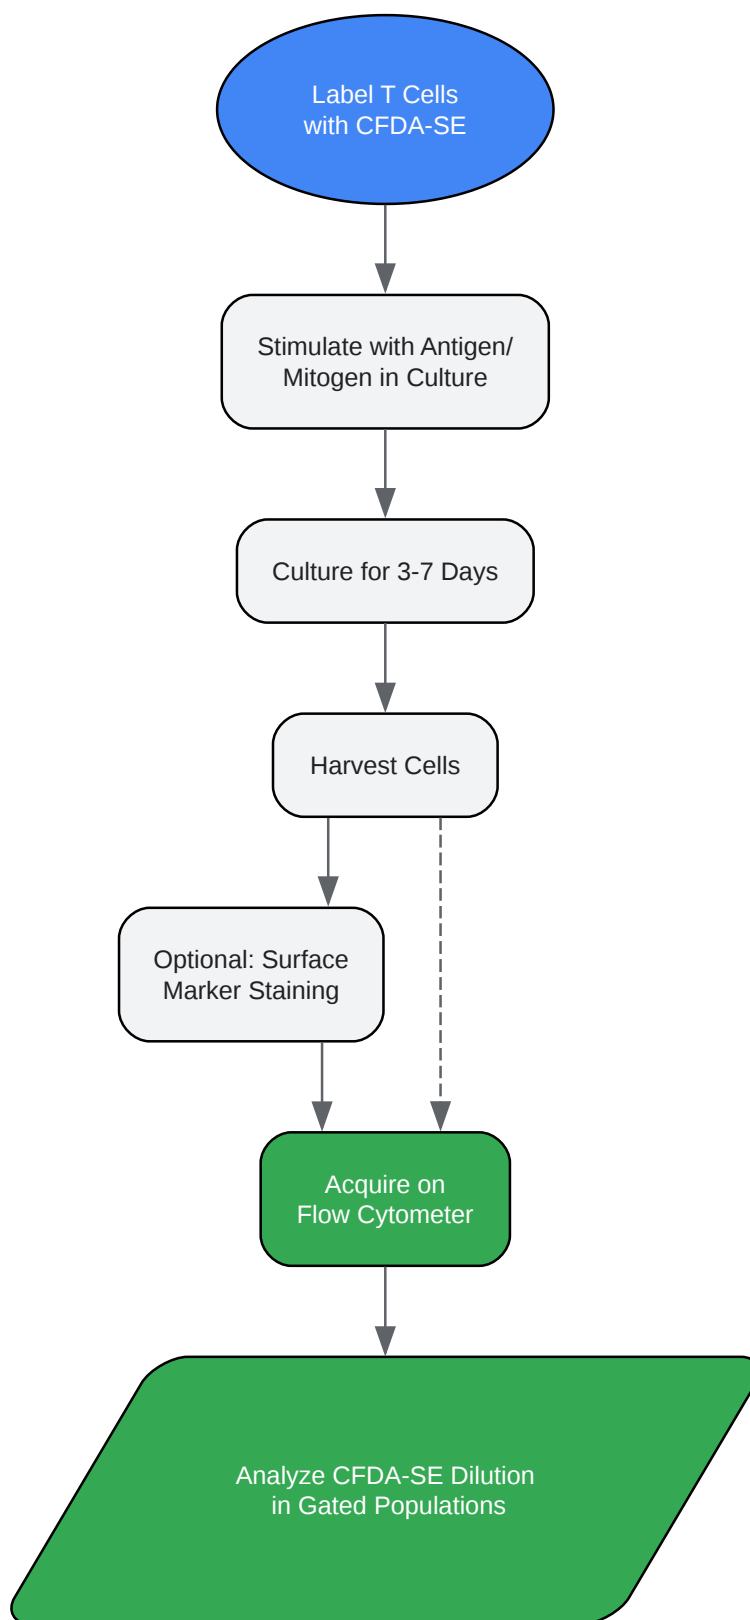 Label T Cells
with CFDA-SE
Stimulate with Antigen/
Mitogen in Culture
Culture for 3-7 Days
Harvest Cells
Optional: Surface
Marker Staining
Acquire on
Flow Cytometer
Analyze CFDA-SE Dilution
in Gated Populations